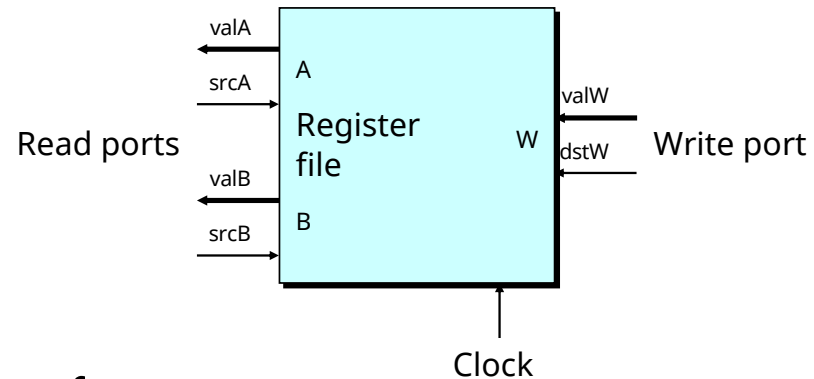 valA
A
srcA
valW
Register
file
Read ports
W
Write port
dstW
valB
B
srcB
Clock